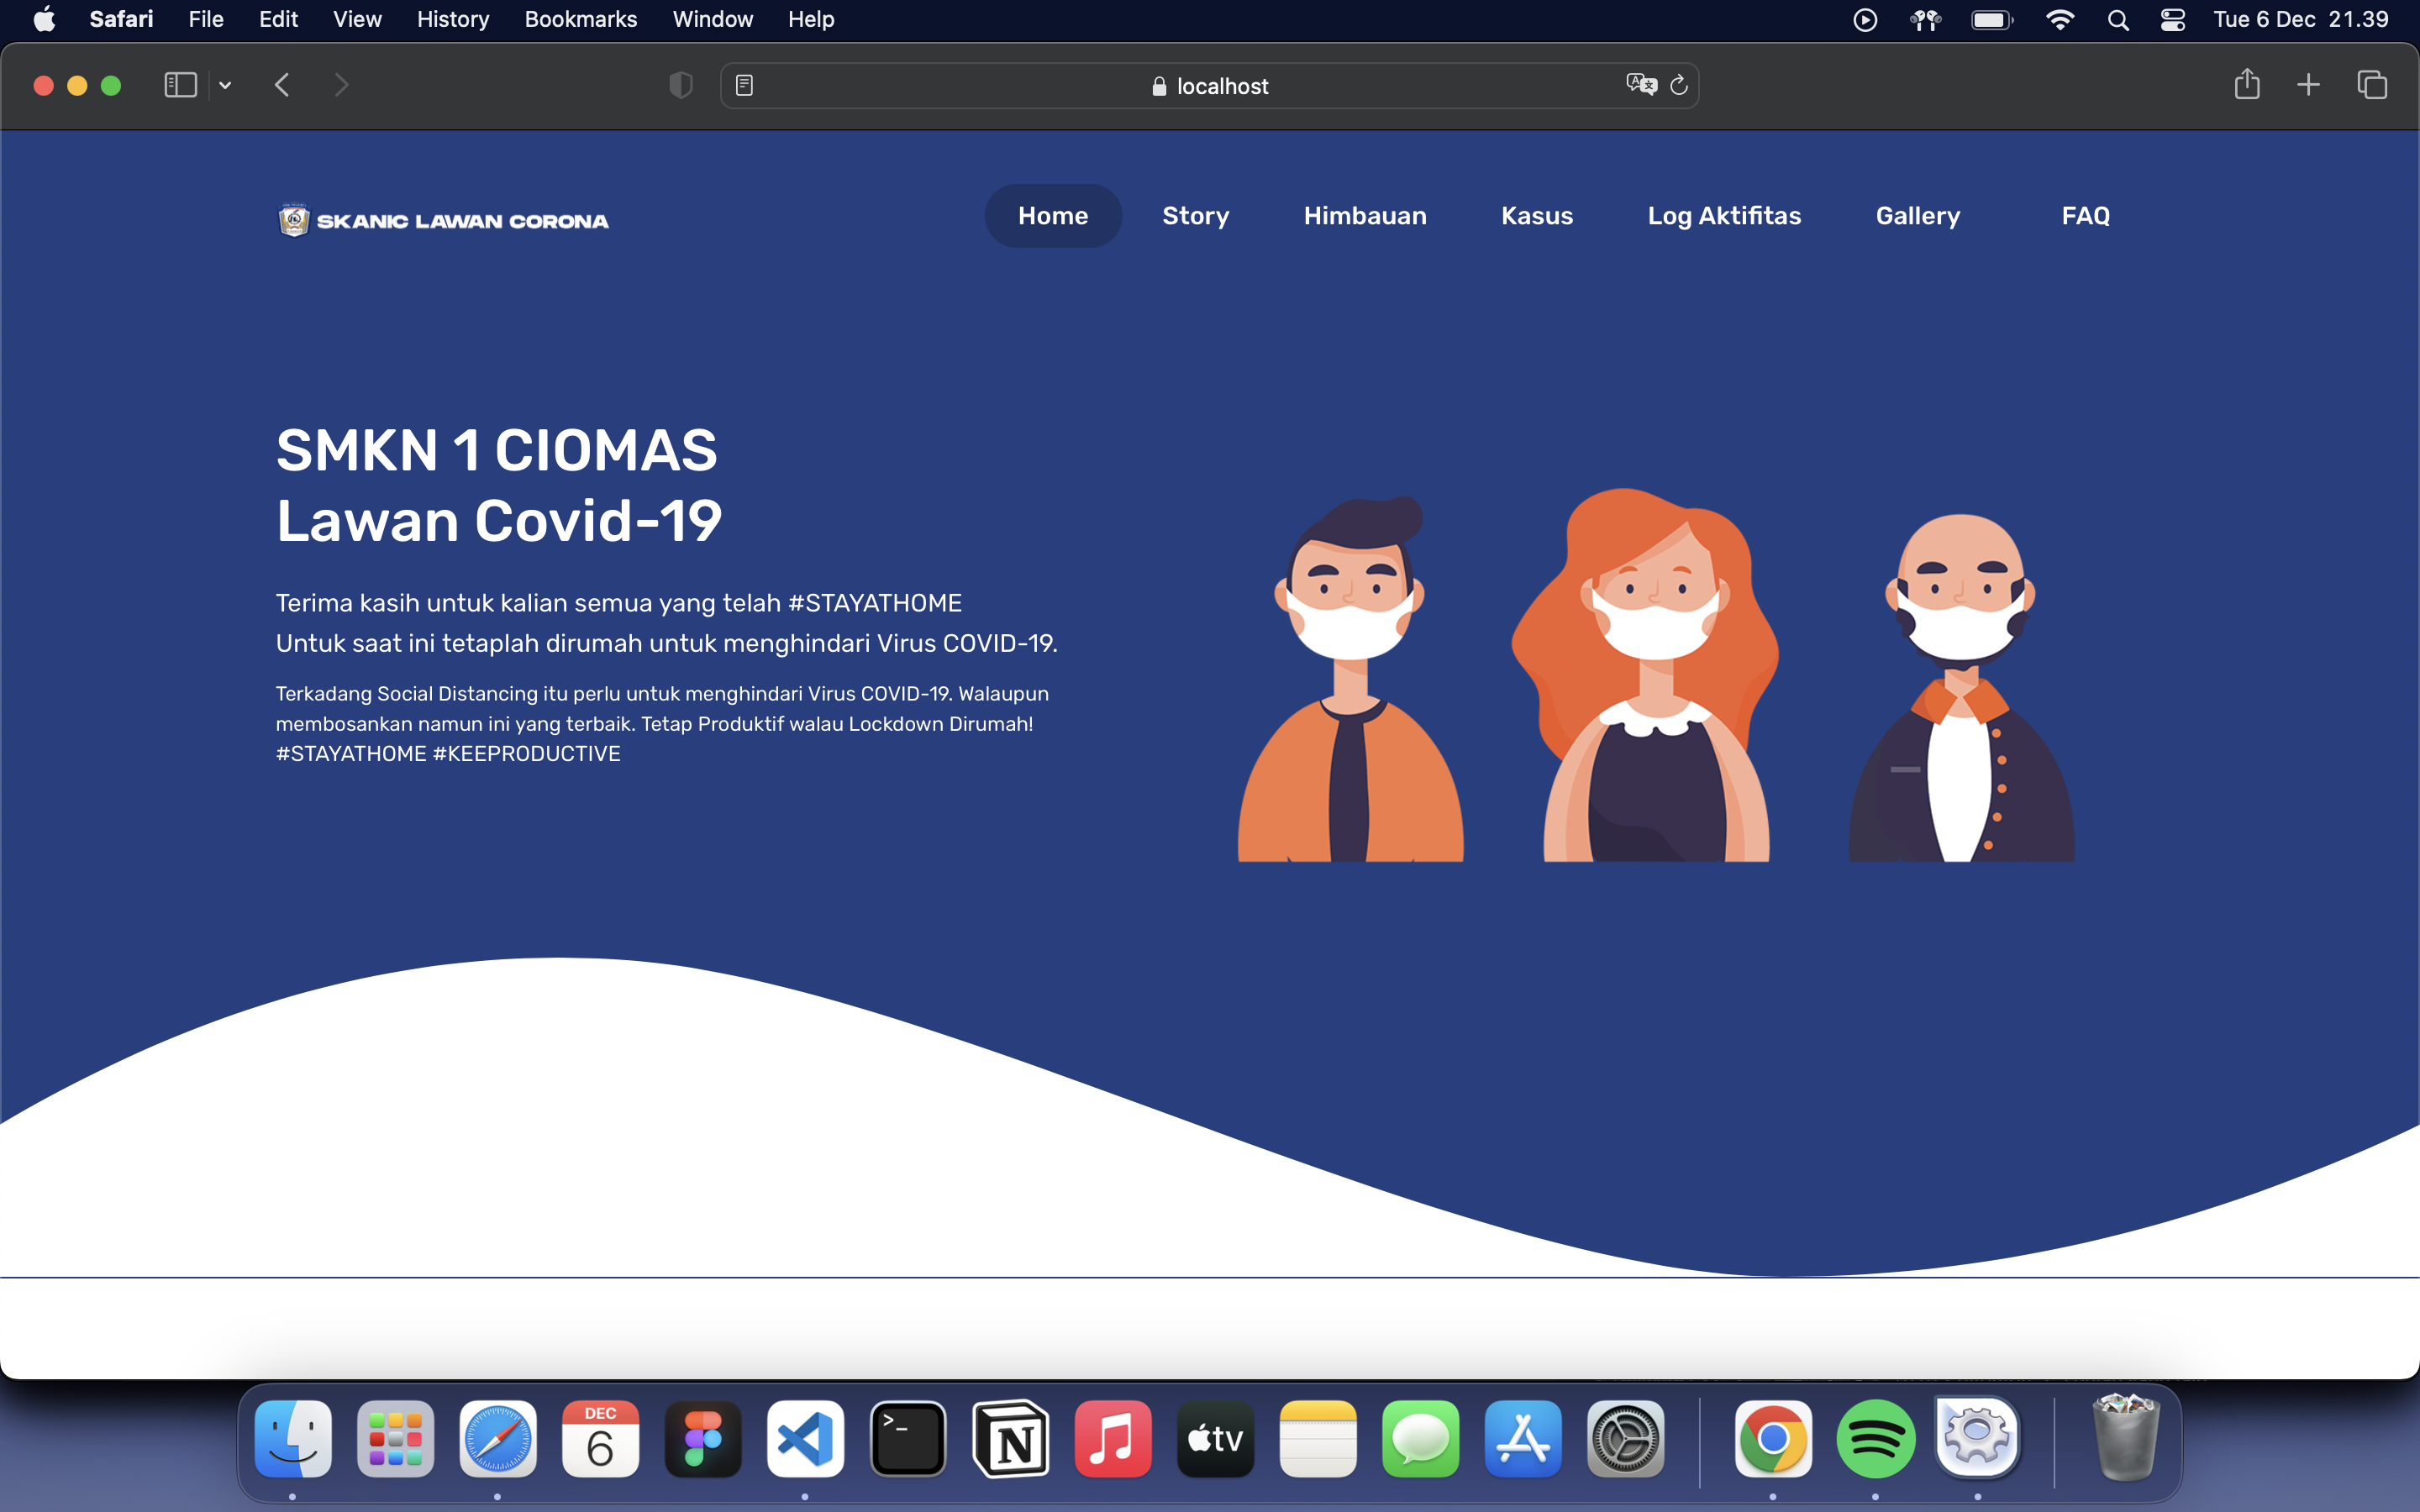 Safari File Edit View History Bookmarks Window Help Tue 6 Dec 21.39
localhost
SKANIC LAWAN CORONA
Home Story Himbauan Kasus Log Aktifitas Gallery FAQ
SMKN 1 CIOMAS
Lawan Covid-19
Terima kasih untuk kalian semua yang telah #STAYATHOME
Untuk saat ini tetaplah dirumah untuk menghindari Virus COVID-19.
Terkadang Social Distancing itu perlu untuk menghindari Virus COVID-19. Walaupun
membosankan namun ini yang terbaik. Tetap Produktif walau Lockdown Dirumah!
#STAYATHOME #KEEPRODUCTIVE
DEC
6
tv